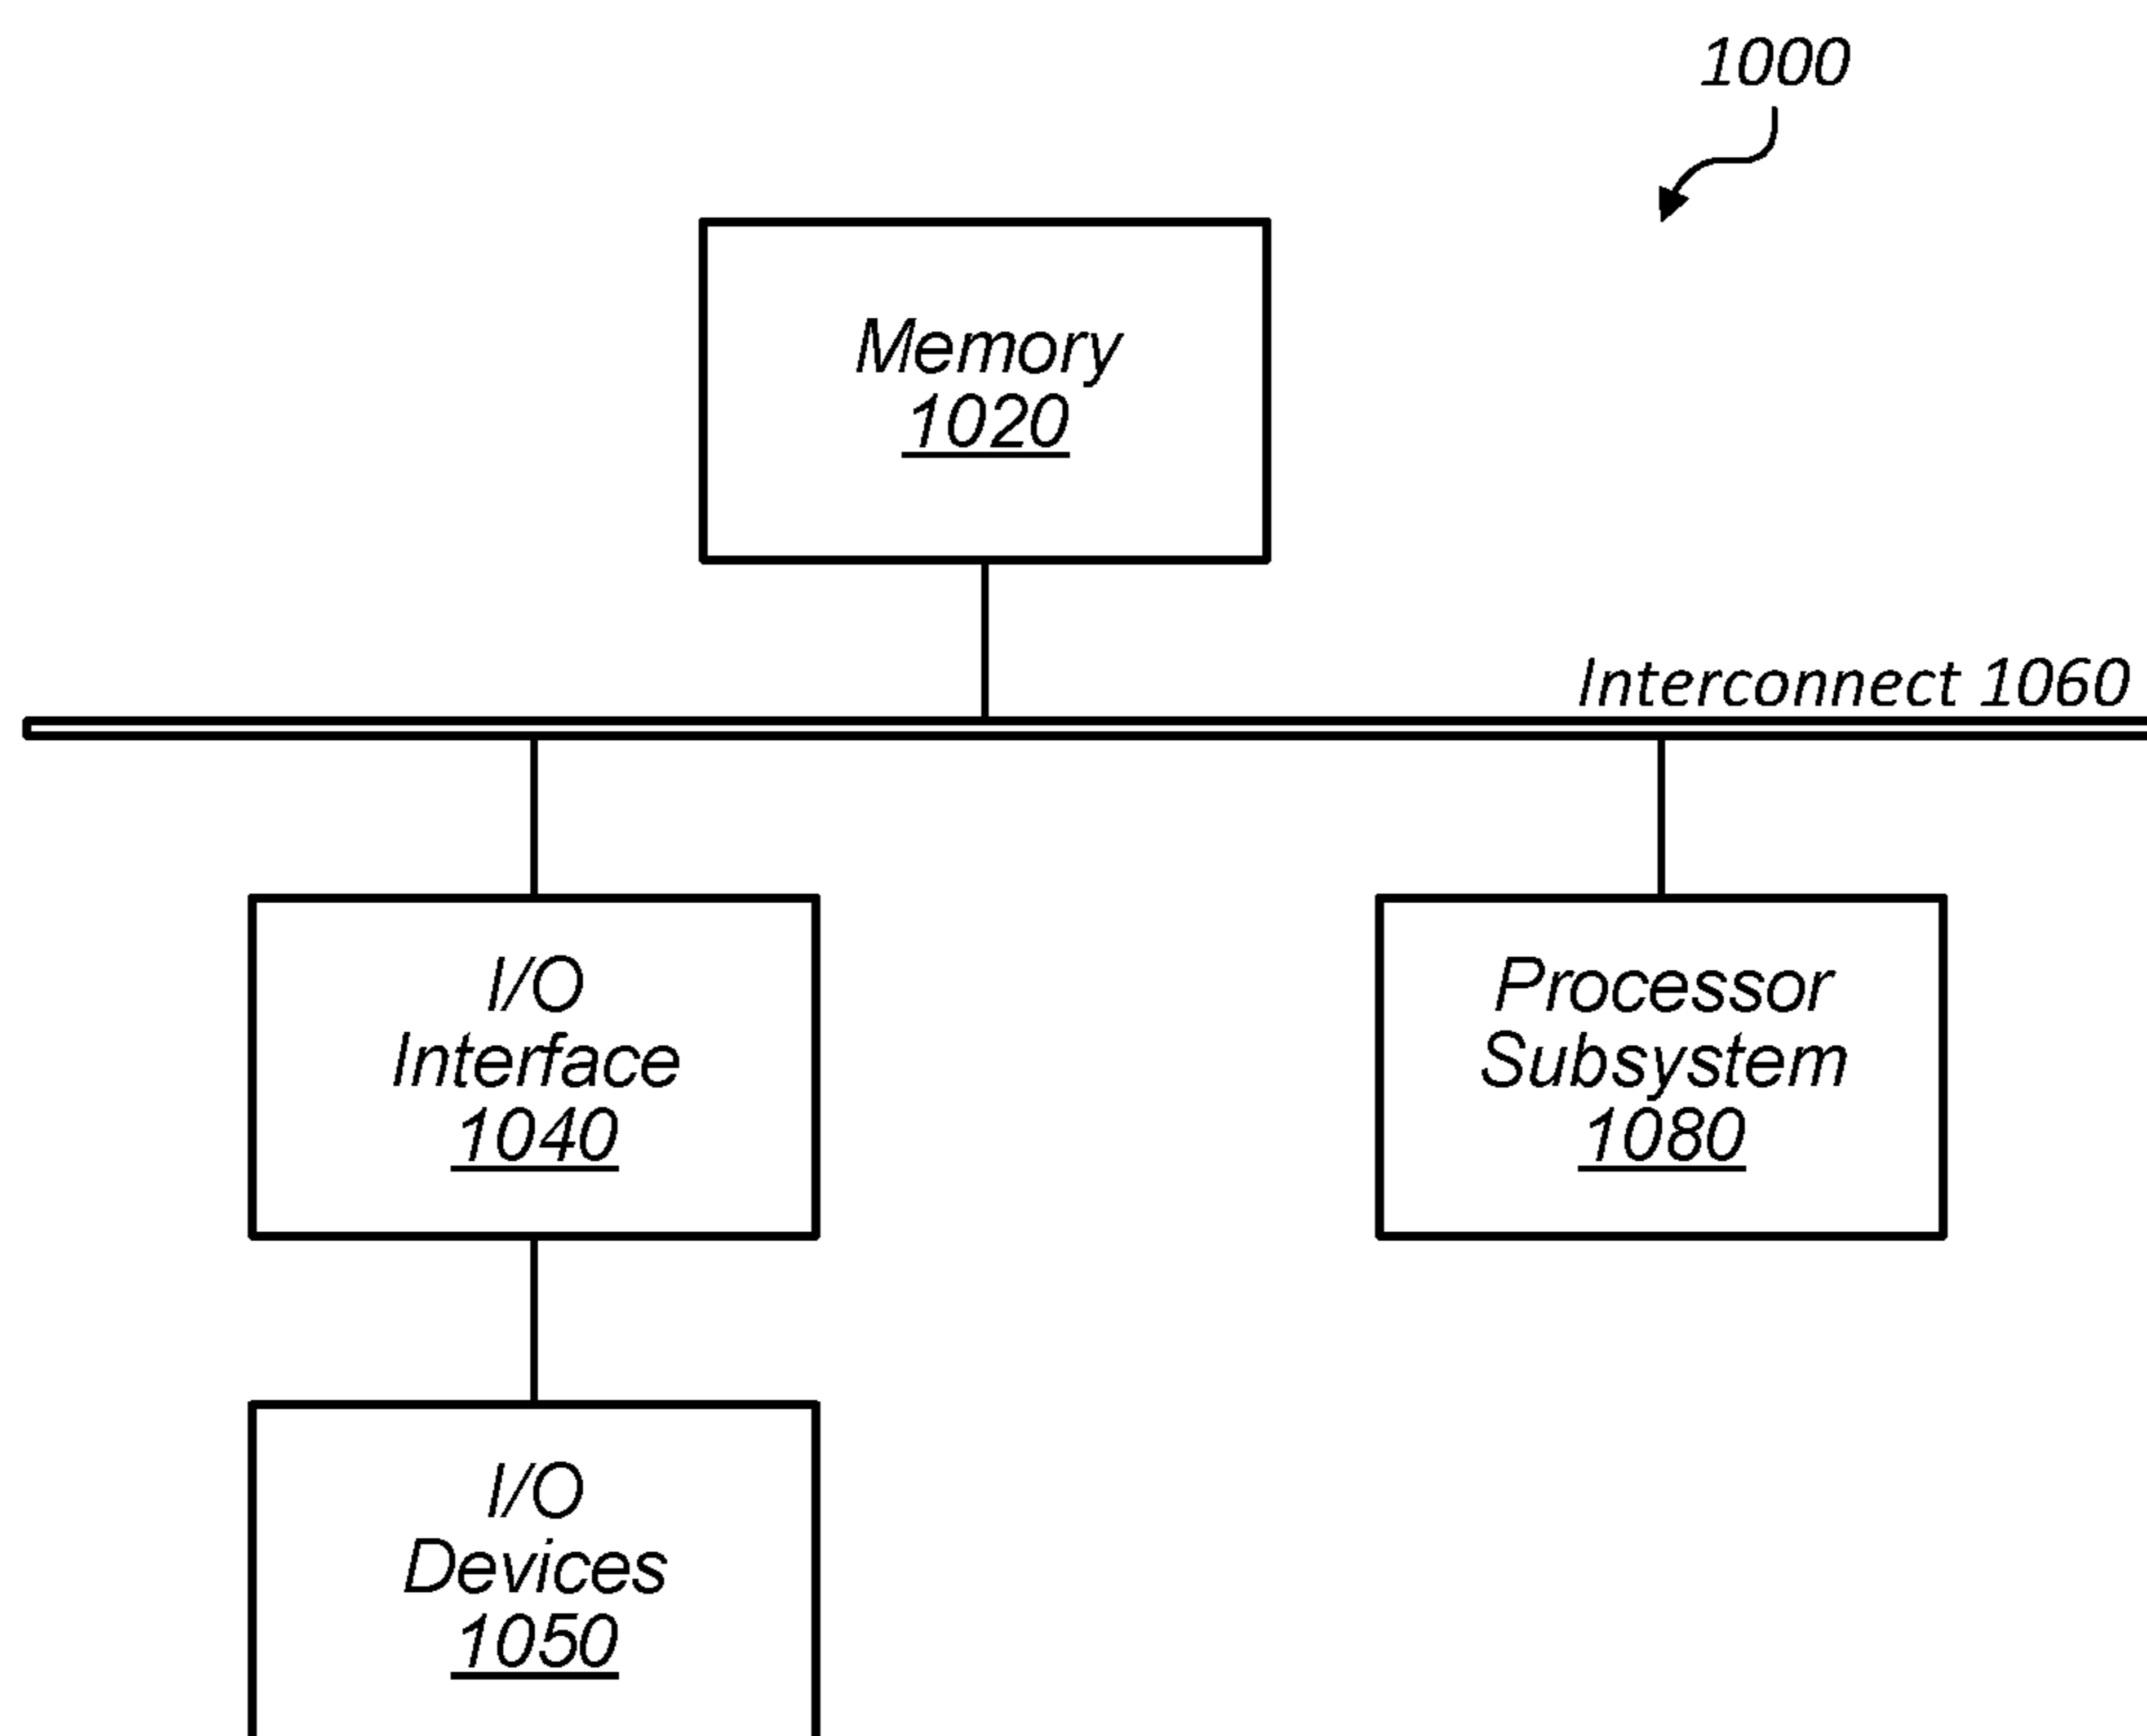 1000
Memory
1020
Interconnect 1060
I/O
Interface
1040
Processor
Subsystem
1080
I/O
Devices
1050